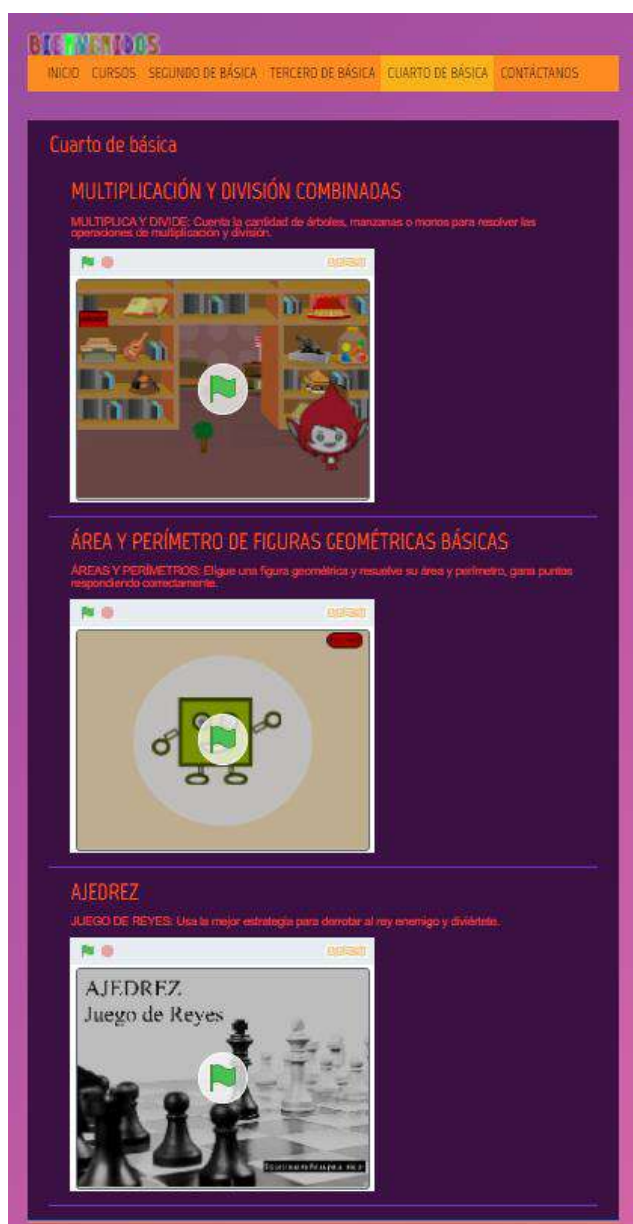 BIENVENIDOS
INICIO CURSOS SEGUNDO DE BÁSICA TERCERO DE BÁSICA CUARTO DE BÁSICA CONTÁCTANOS
Cuarto de básica
MULTIPLICACIÓN Y DIVISIÓN COMBINADAS
MULTIPLICA Y DIVIDE: Cuenta la cantidad de árboles, manzanas o monos para resolver las
operaciones de multiplicación y división.
ÁREA Y PERÍMETRO DE FIGURAS GEOMÉTRICAS BÁSICAS
ÁREAS Y PERÍMETROS: Eligue una figura geométrica y resuelve su área y perímetro, gana puntos
respondiendo correctamente.
AJEDREZ
JUEGO DE REYES: Usa la mejor estrategia para derrotar al rey enemigo y diviértete.
AJEDREZ
Juego de Reyes